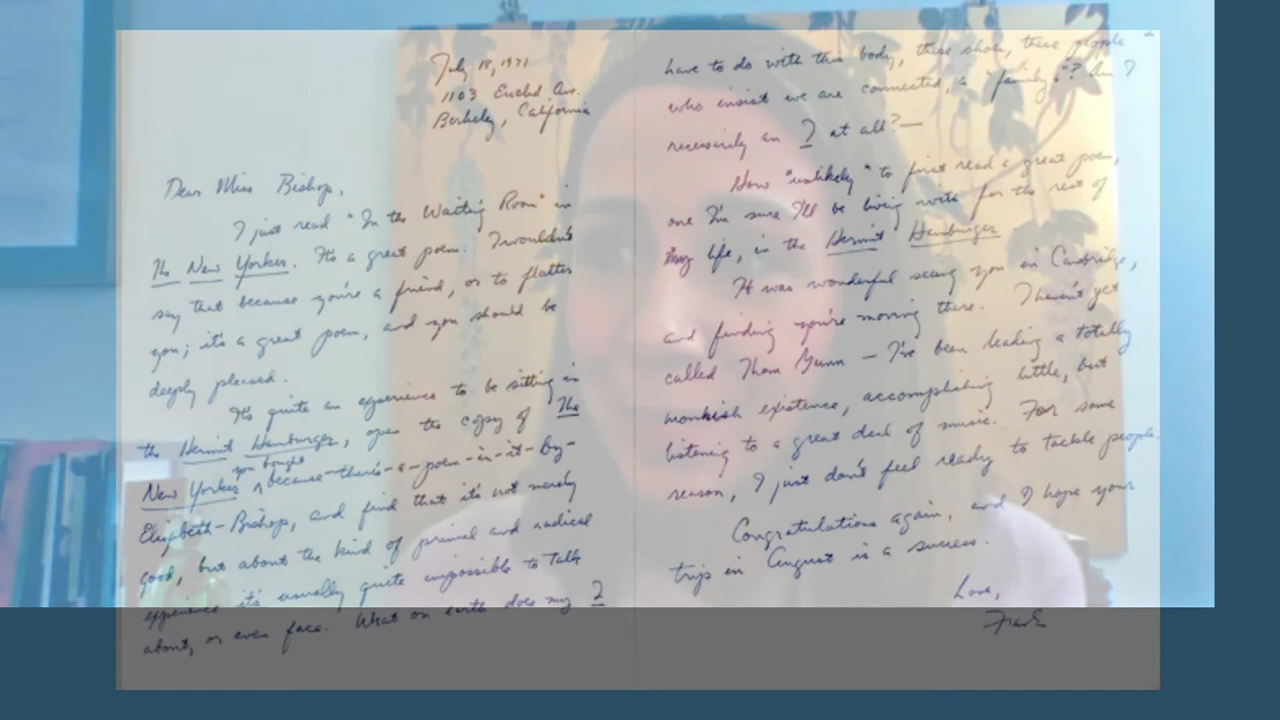 July 18, 1971
1103 Euclid Ave.
Berkeley, California
Dear Miss Bishop,
I just read "In the Waiting Room" in
The New Yorker. It's a great poem. I wouldn't
say that because you're a friend, or to flatter
you; it's a great poem, and you should be
deeply pleased.
It's quite an experience to be sitting in
the Hermit Hamburger, open the copy of The
New Yorker you bought because-there's-a-poem-in-it-by-
Elizabeth-Bishop, and find that it's not merely
good, but about the kind of primal and radical
experience it's usually quite impossible to talk
about, or even face. What on earth does my I
have to do with this body, these shoes, these people
who insist we are connected, a "family"? Am I
necessarily an I at all?—
How "unlikely" to first read a great poem,
one I'm sure I'll be living with for the rest of
my life, in the Hermit Hamburger.
It was wonderful seeing you in Cambridge,
and finding you're moving there. I haven't yet
called Thom Gunn — I've been leading a totally
monkish existence, accomplishing little, but
listening to a great deal of music. For some
reason, I just don't feel ready to tackle people.
Congratulations again, and I hope your
trip in August is a success.
Love,
Frank